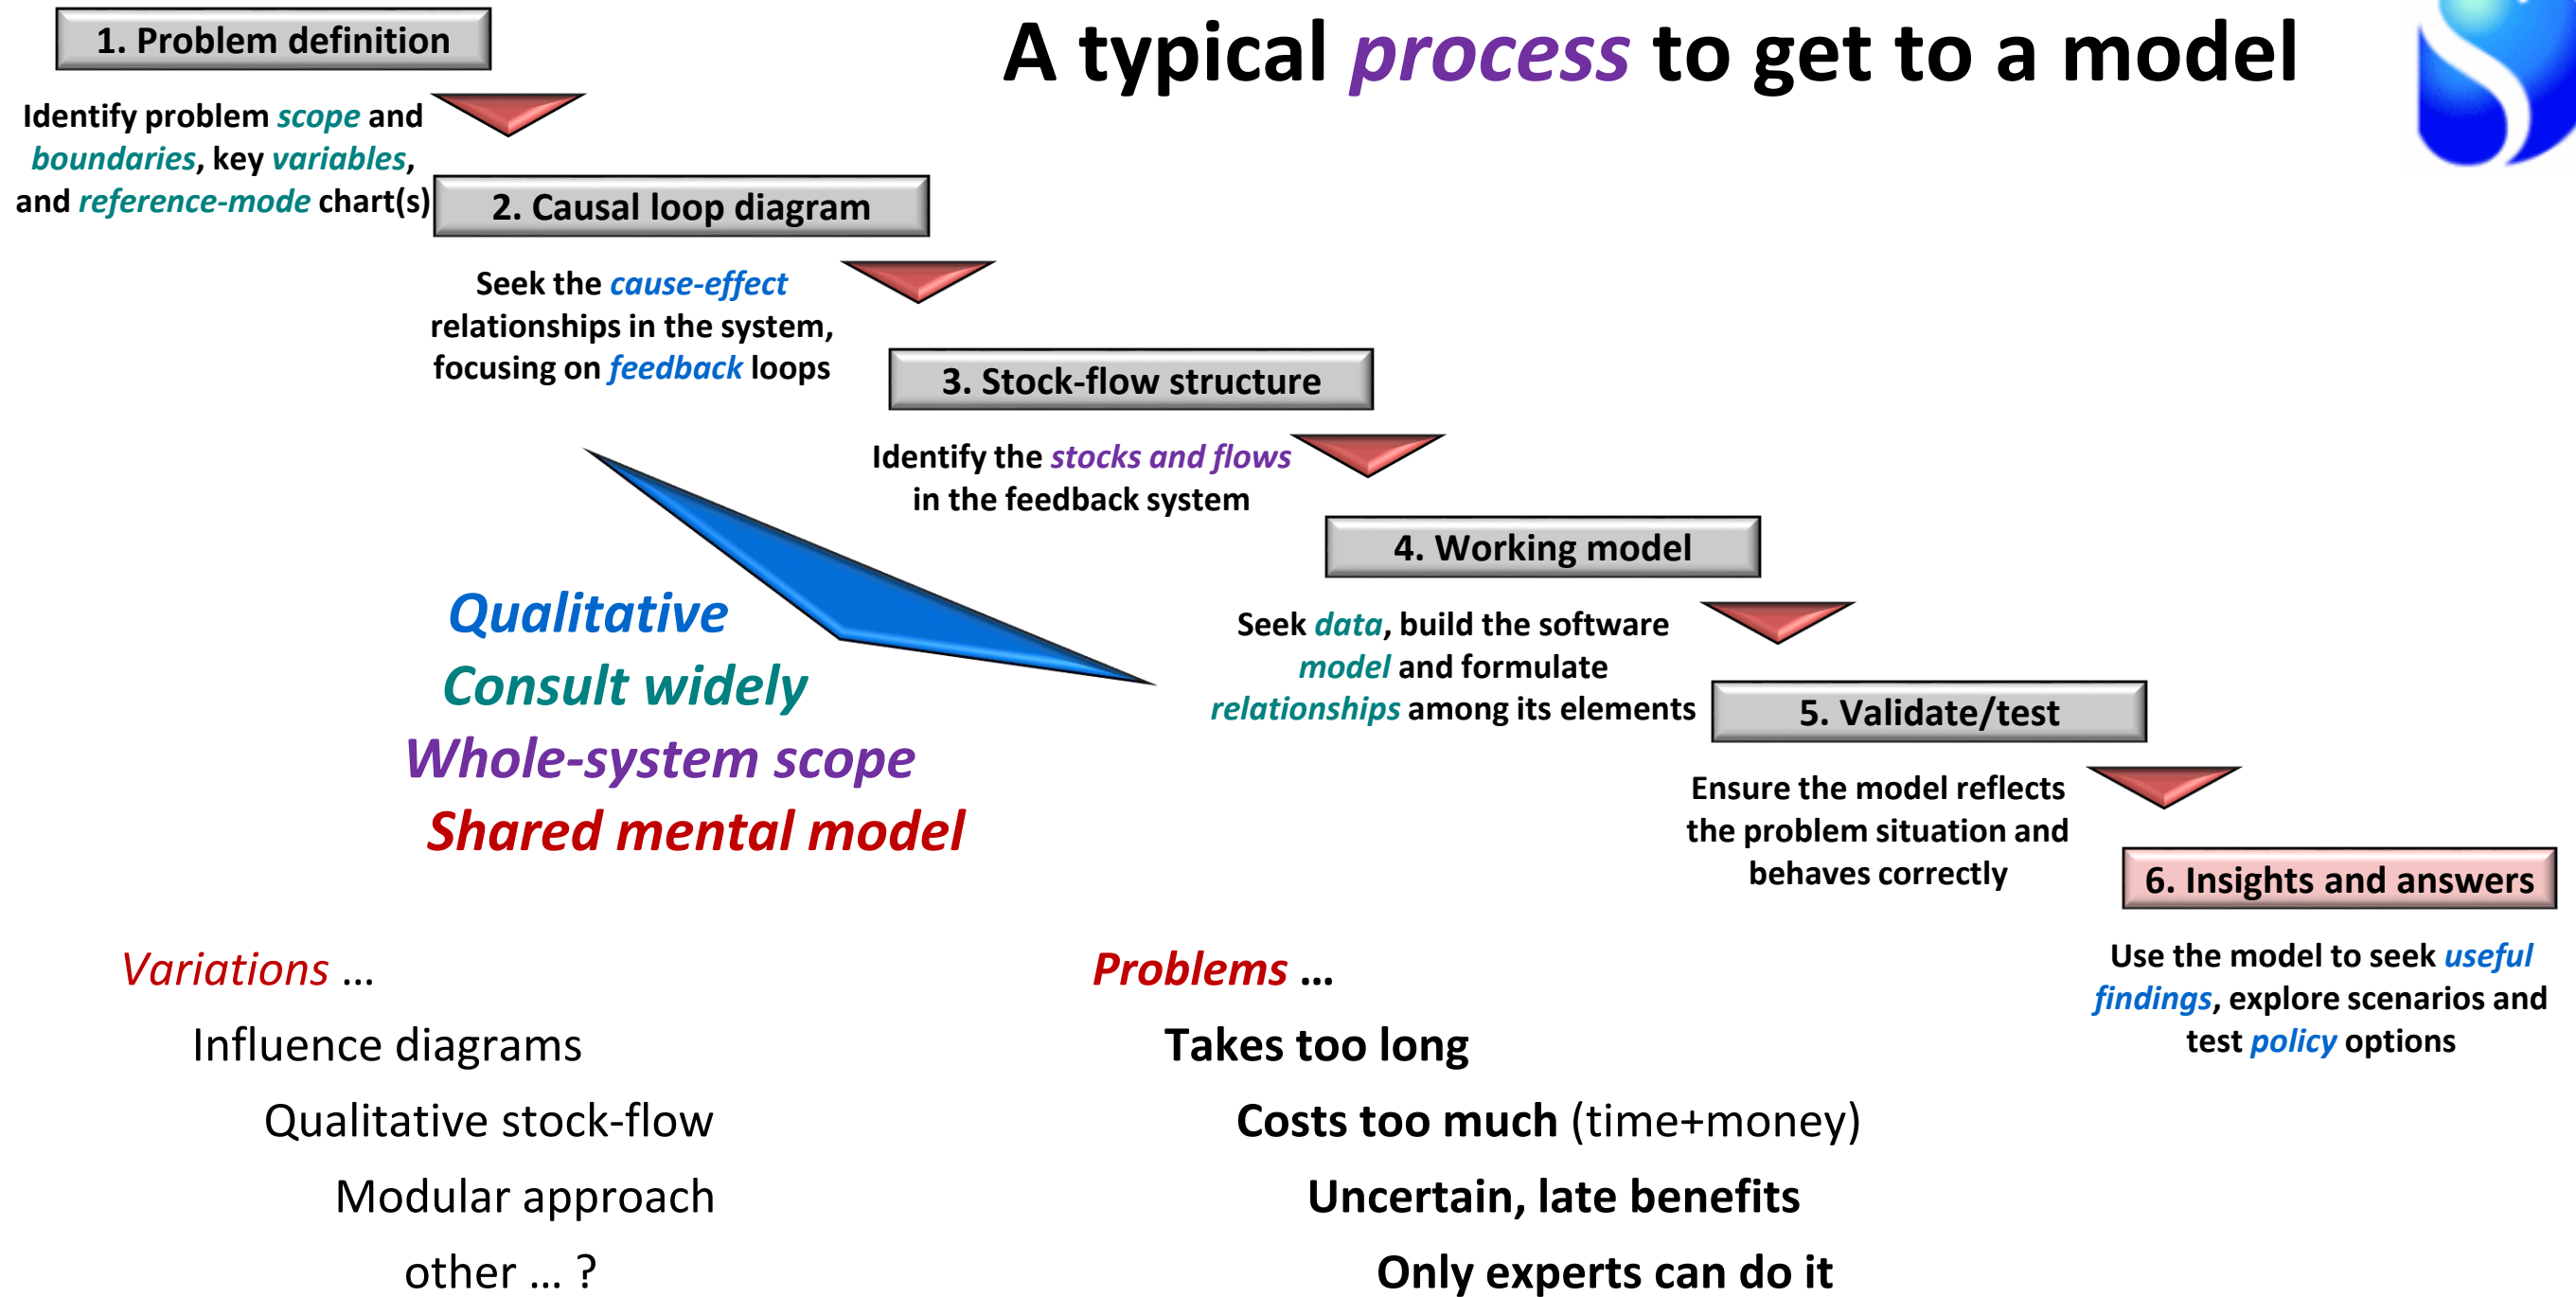 A typical process to get to a model
1. Problem definition
Identify problem scope and
boundaries, key variables,
and reference-mode chart(s)
2. Causal loop diagram
Seek the cause-effect
relationships in the system,
focusing on feedback loops
3. Stock-flow structure
Identify the stocks and flows
in the feedback system
4. Working model
Seek data, build the software
model and formulate
relationships among its elements
5. Validate/test
Ensure the model reflects
the problem situation and
behaves correctly
6. Insights and answers
Use the model to seek useful
findings, explore scenarios and
test policy options
Qualitative
Consult widely
Whole-system scope
Shared mental model
Variations ...
Influence diagrams
Qualitative stock-flow
Modular approach
other ... ?
Problems ...
Takes too long
Costs too much (time+money)
Uncertain, late benefits
Only experts can do it